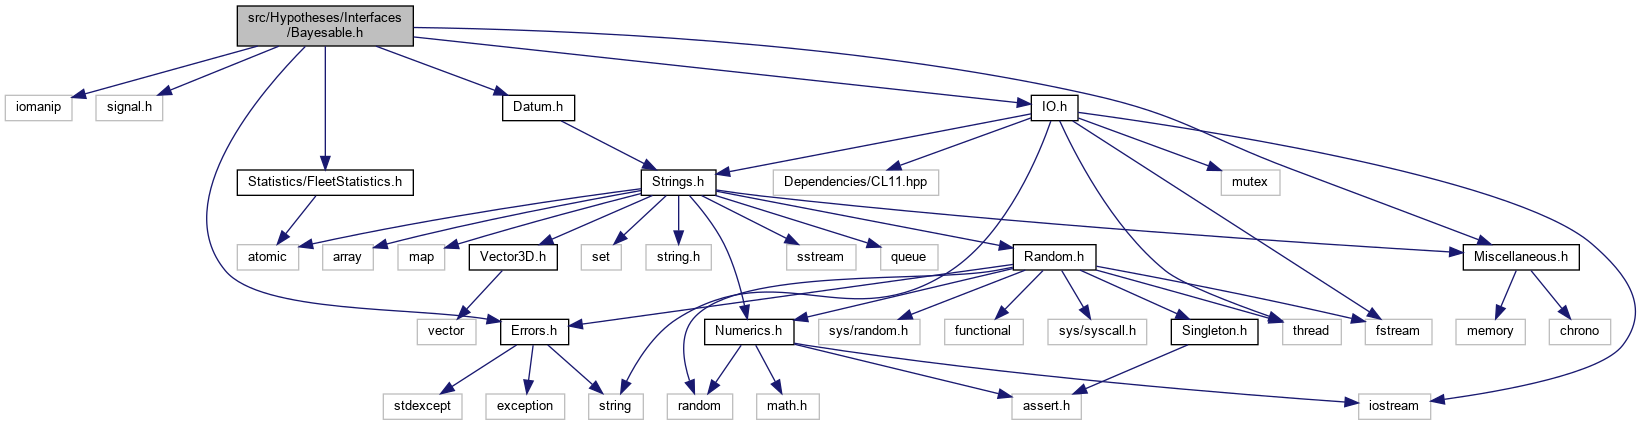 src/Hypotheses/Interfaces
/Bayesable.h
iomanip
signal.h
Datum.h
IO.h
Statistics/FleetStatistics.h
Strings.h
Dependencies/CL11.hpp
mutex
atomic
array
map
Vector3D.h
set
string.h
sstream
queue
Random.h
Miscellaneous.h
vector
Errors.h
Numerics.h
sys/random.h
functional
sys/syscall.h
Singleton.h
thread
fstream
memory
chrono
stdexcept
exception
string
random
math.h
assert.h
iostream